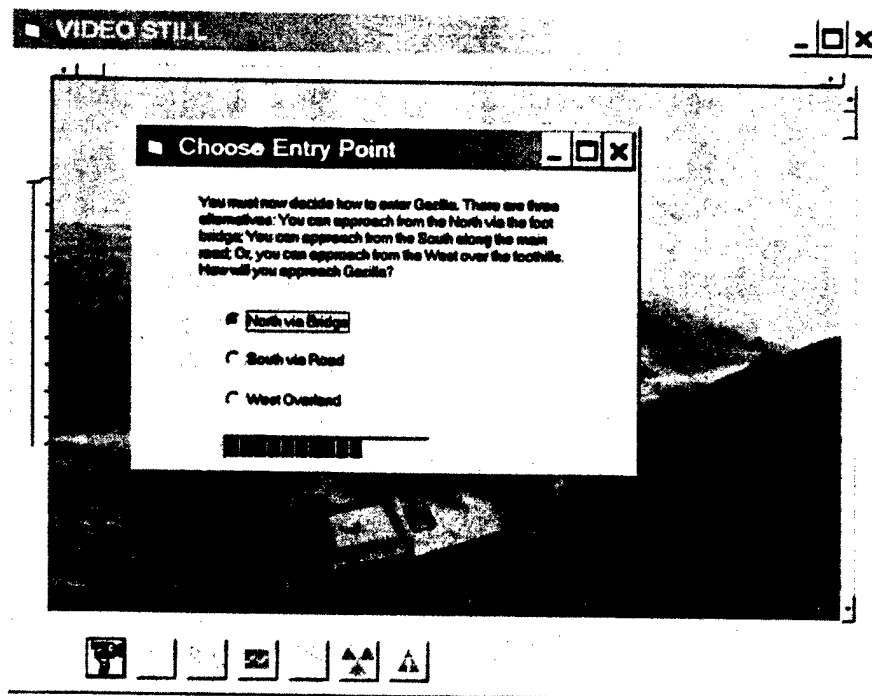 VIDEO STILL
Choose Entry Point
You must now decide how to enter Gazilla. There are three
alternatives: You can approach from the North via the foot
bridge; You can approach from the South along the main
road; Or, you can approach from the West over the foothills.
How will you approach Gazilla?
North via Bridge
South via Road
West Overland